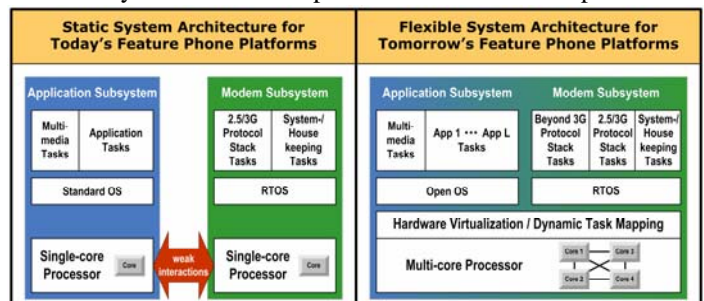 Static System Architecture for
Today's Feature Phone Platforms
Application Subsystem
Multi-
media
Tasks
Application
Tasks
Standard OS
Single-core
Processor
Core
weak
interactions
Modem Subsystem
2.5/3G
Protocol
Stack
Tasks
System-/
House
keeping
Tasks
RTOS
Single-core
Processor
Core
Flexible System Architecture for
Tomorrow's Feature Phone Platforms
Application Subsystem
Multi-
media
Tasks
App 1 ··· App L
Tasks
Open OS
Modem Subsystem
Beyond 3G
Protocol
Stack
Tasks
2.5/3G
Protocol
Stack
Tasks
System-/
House
keeping
Tasks
RTOS
Hardware Virtualization / Dynamic Task Mapping
Multi-core Processor
Core 1
Core 3
Core 2
Core 4